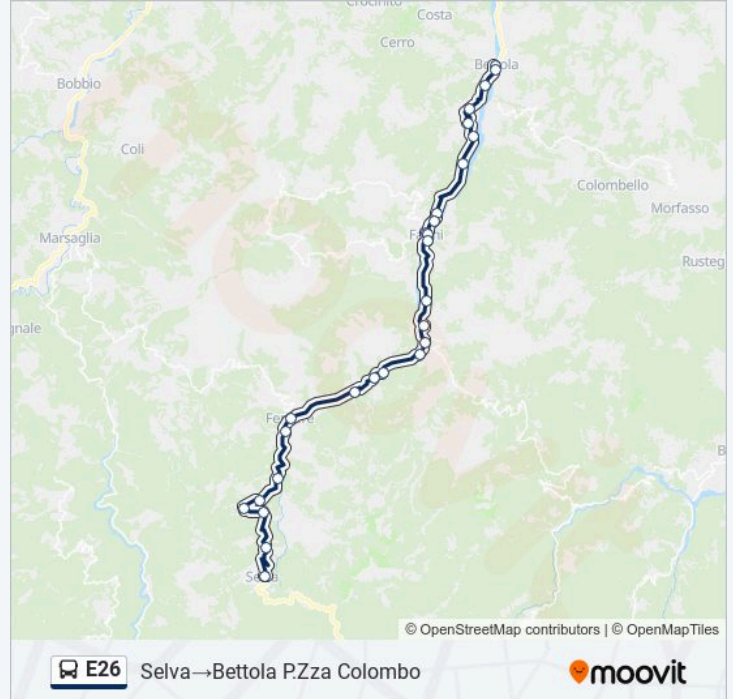 Crocinito
Costa
Cerro
Bettola
Bobbio
Coli
Colombello
Morfasso
Marsaglia
Farini
Rusteg
gnale
Ferriere
B
Selva
© OpenStreetMap contributors | © OpenMapTiles
E26 Selva→Bettola P.Zza Colombo moovit